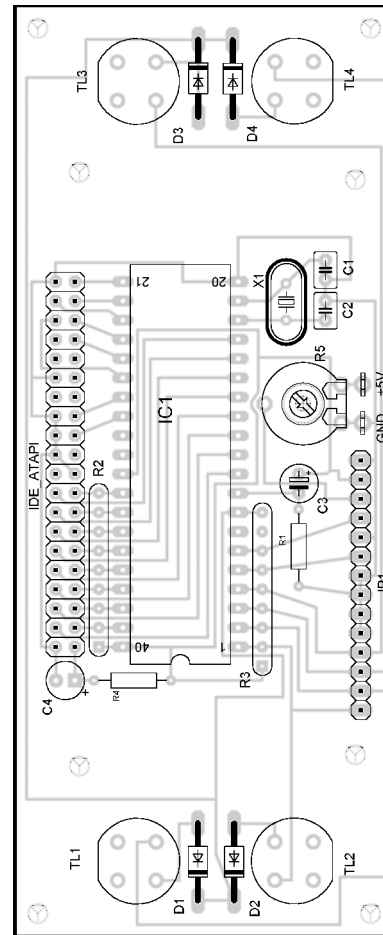 TL3
TL4
D3
D4
21
20
X1
C1
C2
IC1
R5
+5V
GND
IDE_ATAPI
R2
C3
+
R1
40
1
R3
C4
+
R4
TL1
TL2
D1
D2